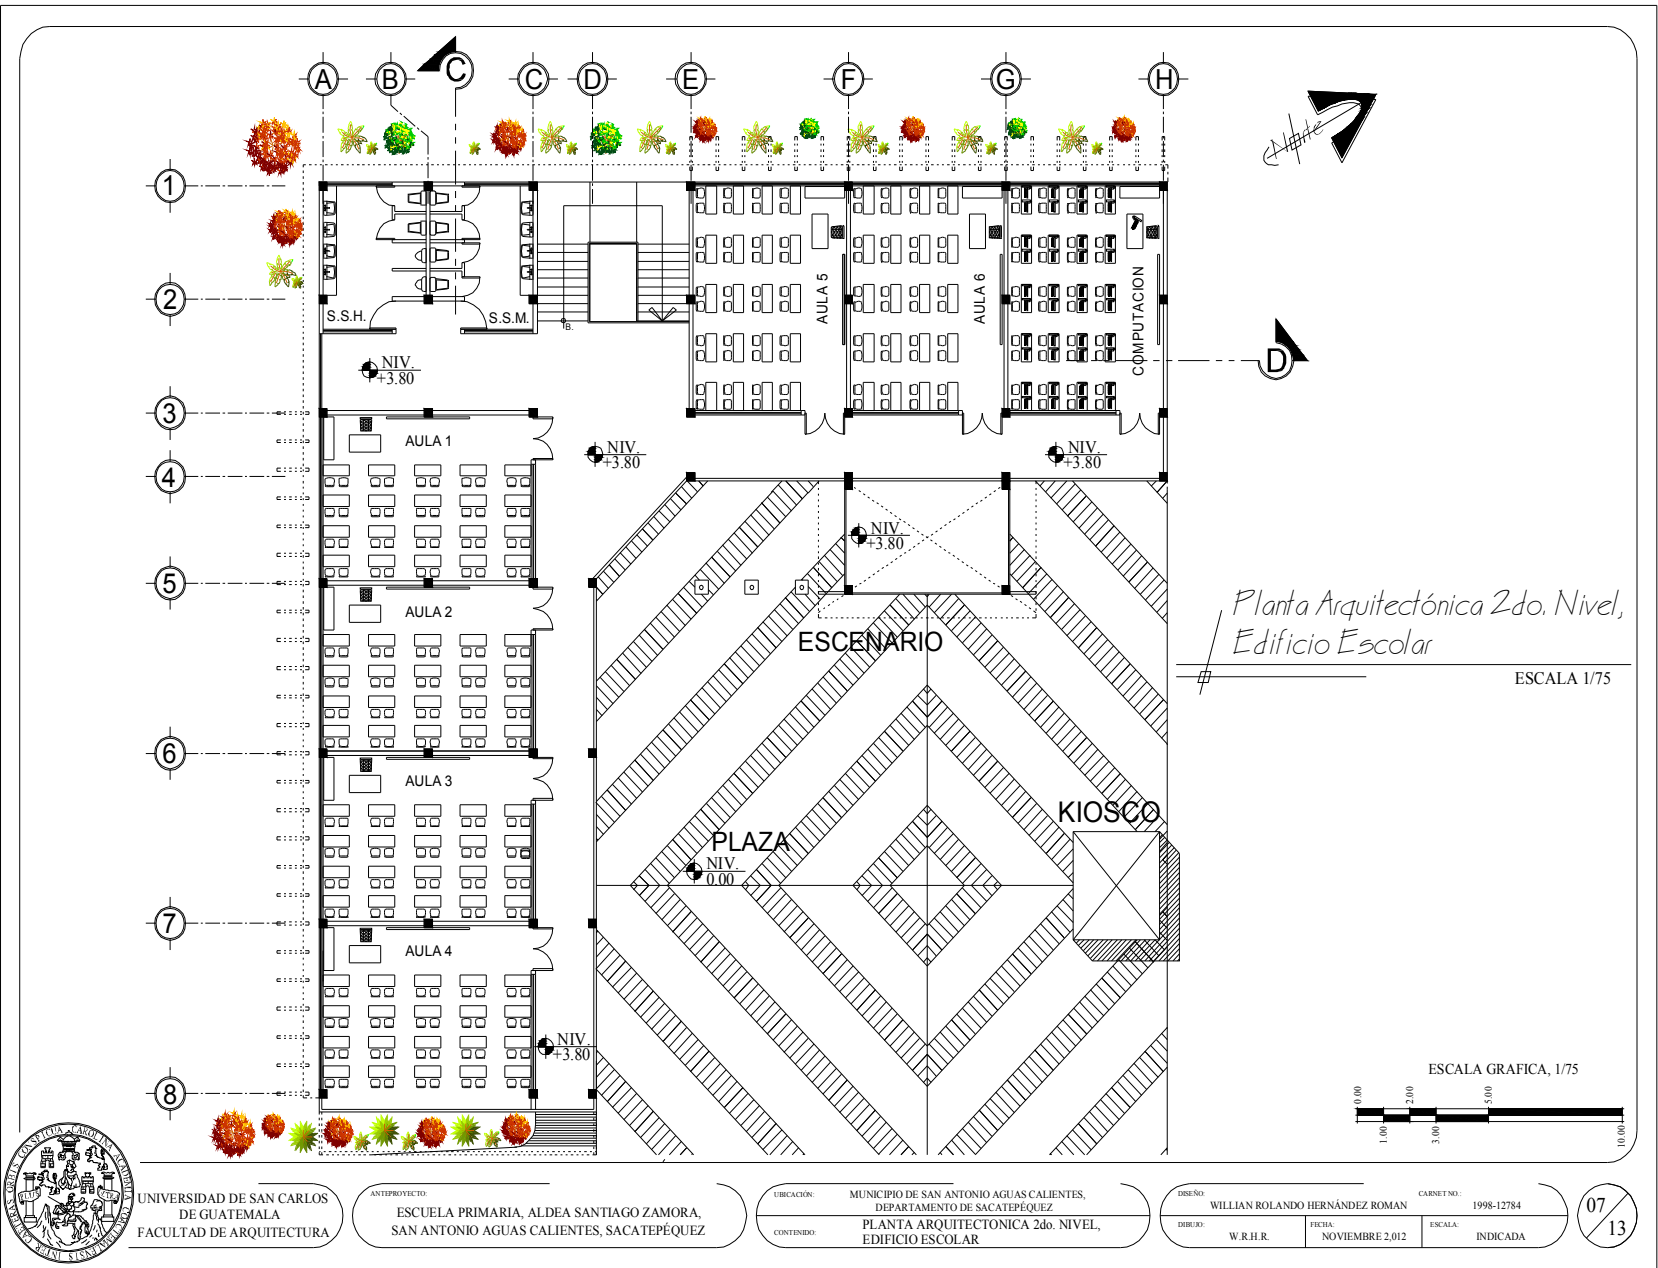 A
B
C
C
D
E
F
G
H
Norte
1
2
3
4
5
6
7
8
S.S.H.
S.S.M.
B.
AULA 5
AULA 6
COMPUTACION
D
NIV.
+3.80
NIV.
+3.80
NIV.
+3.80
AULA 1
AULA 2
AULA 3
AULA 4
NIV.
+3.80
ESCENARIO
Planta Arquitectónica 2do. Nivel,
Edificio Escolar
ESCALA 1/75
KIOSCO
PLAZA
NIV.
0.00
NIV.
+3.80
ESCALA GRAFICA, 1/75
0.00
2.00
5.00
1.00
3.00
10.00
UNIVERSIDAD DE SAN CARLOS
DE GUATEMALA
FACULTAD DE ARQUITECTURA
ANTEPROYECTO:
ESCUELA PRIMARIA, ALDEA SANTIAGO ZAMORA,
SAN ANTONIO AGUAS CALIENTES, SACATEPÉQUEZ
UBICACIÓN:
MUNICIPIO DE SAN ANTONIO AGUAS CALIENTES,
DEPARTAMENTO DE SACATEPÉQUEZ
CONTENIDO:
PLANTA ARQUITECTONICA 2do. NIVEL,
EDIFICIO ESCOLAR
DISEÑO:
WILLIAN ROLANDO HERNÁNDEZ ROMAN
CARNET NO.:
1998-12784
DIBUJO:
W.R.H.R.
FECHA:
NOVIEMBRE 2,012
ESCALA:
INDICADA
07
13